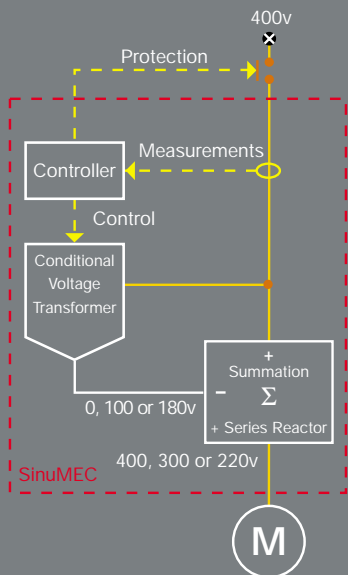 400v
Protection
Measurements
Controller
Control
Conditional
Voltage
Transformer
+
Summation
Σ
-
+ Series Reactor
0, 100 or 180v
400, 300 or 220v
SinuMEC
M